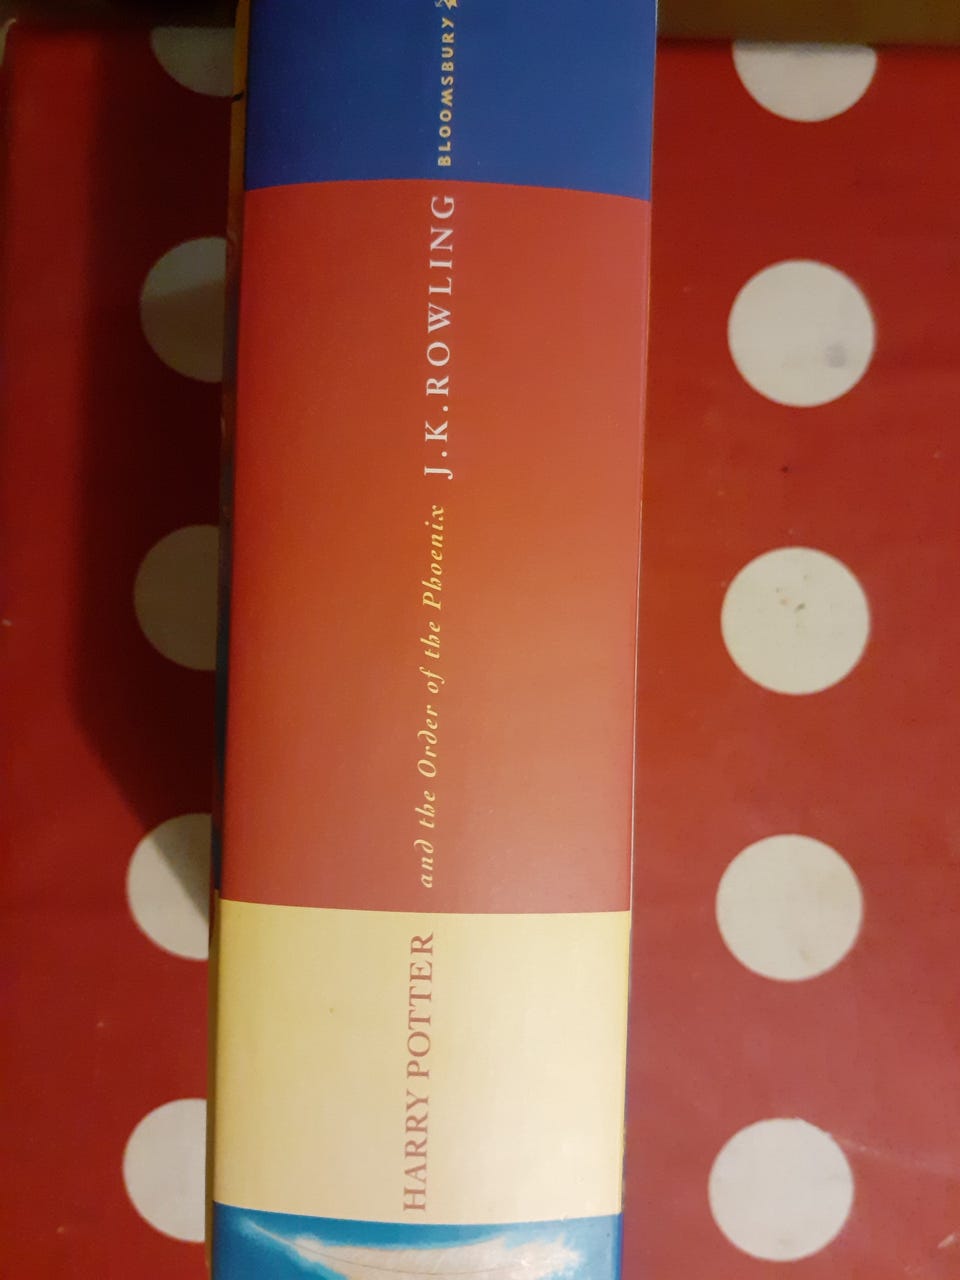 HARRY POTTER and the Order of the Phoenix J.K.ROWLING BLOOMSBURY